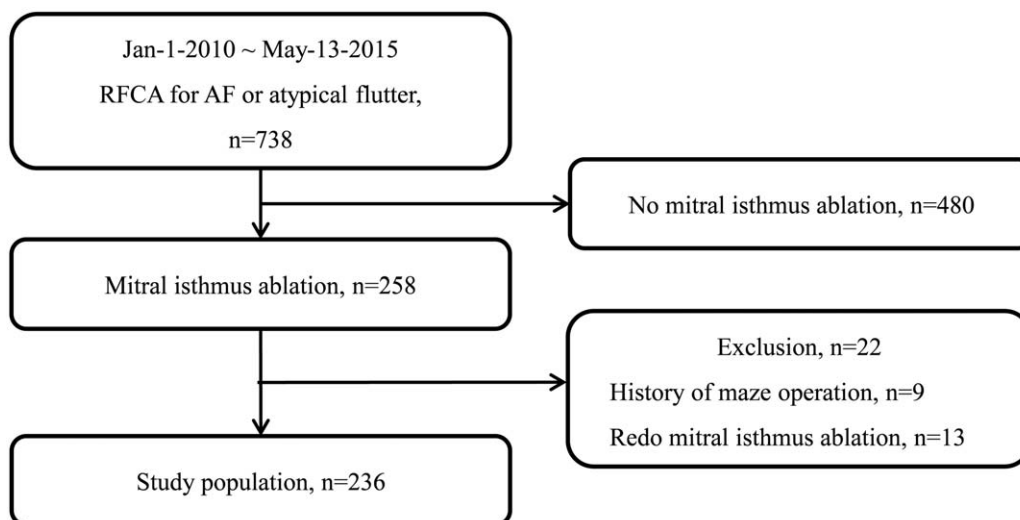 Jan-1-2010 ~ May-13-2015
RFCA for AF or atypical flutter,
n=738
No mitral isthmus ablation, n=480
Mitral isthmus ablation, n=258
Exclusion, n=22
History of maze operation, n=9
Redo mitral isthmus ablation, n=13
Study population, n=236